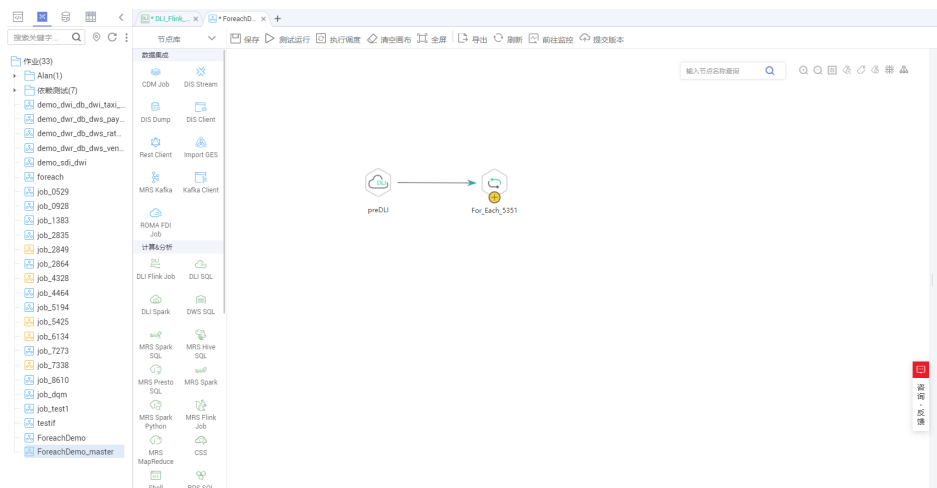 DLI_Flink_...
* ForeachD...
搜索关键字...
节点库
保存
测试运行
执行调度
清空画布
全屏
导出
刷新
前往监控
提交版本
作业(33)
Alan(1)
依赖测试(7)
demo_dwi_db_dwi_taxi_...
demo_dwr_db_dws_pay...
demo_dwr_db_dws_rat...
demo_dwr_db_dws_ven...
demo_sdi_dwi
foreach
job_0529
job_0928
job_1383
job_2835
job_2849
job_2864
job_4328
job_4464
job_5194
job_5425
job_6134
job_7273
job_7338
job_8610
job_dqm
job_test1
testif
ForeachDemo
ForeachDemo_master
数据集成
CDM Job
DIS Stream
DIS Dump
DIS Client
Rest Client
Import GES
MRS Kafka
Kafka Client
ROMA FDI
Job
计算&分析
DLI Flink Job
DLI SQL
DLI Spark
DWS SQL
MRS Spark
SQL
MRS Hive
SQL
MRS Presto
SQL
MRS Spark
MRS Spark
Python
MRS Flink
Job
MRS
MapReduce
CSS
Shell
RDS SQL
输入节点名称查询
DLI
preDLI
For_Each_5351
咨询·反馈